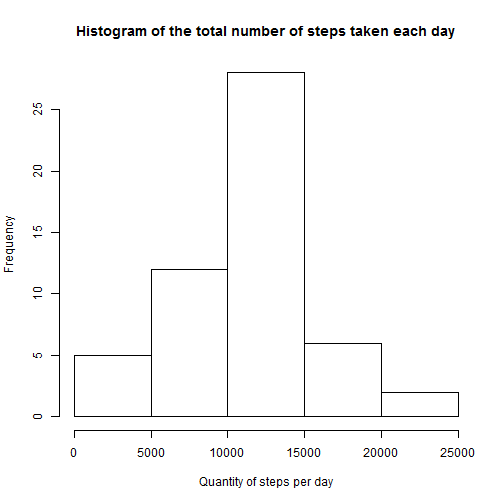 Histogram of the total number of steps taken each day
Frequency
25
20
15
10
5
0
0 5000 10000 15000 20000 25000
Quantity of steps per day